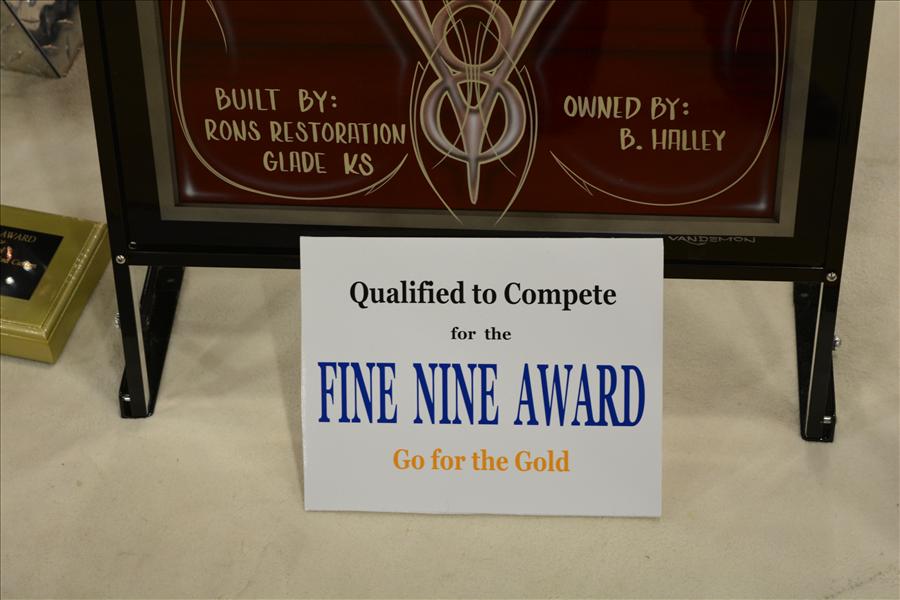 BUILT BY:
RONS RESTORATION
GLADE KS
OWNED BY:
B. HALLEY
VANDEMON
AWARD
Qualified to Compete
for the
FINE NINE AWARD
Go for the Gold